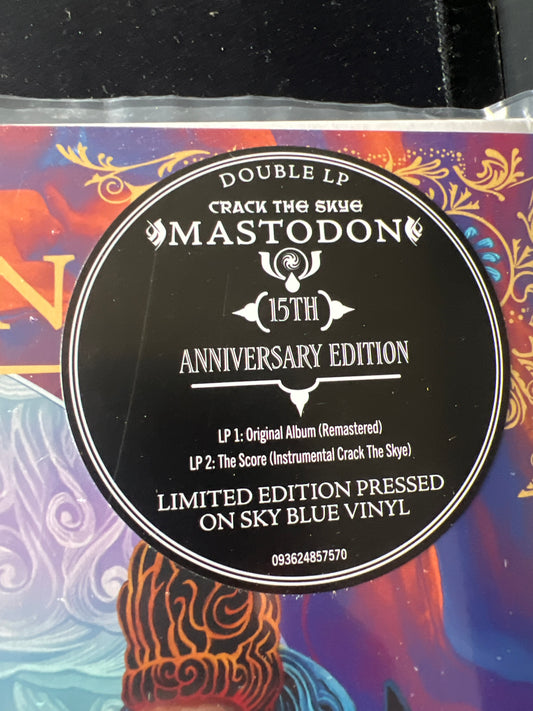 DOUBLE LP
CRACK THE SKYE
MASTODON
15TH
ANNIVERSARY EDITION
LP 1: Original Album (Remastered)
LP 2: The Score (Instrumental Crack The Skye)
LIMITED EDITION PRESSED
ON SKY BLUE VINYL
093624857570
N